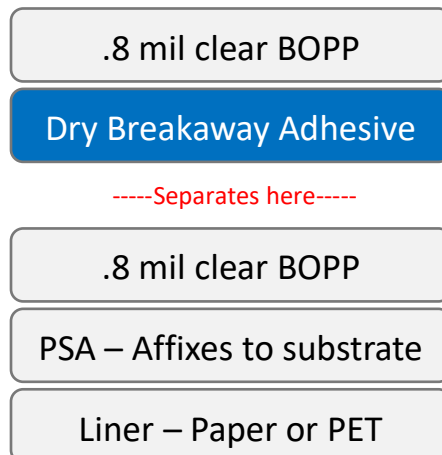 .8 mil clear BOPP
Dry Breakaway Adhesive
-----Separates here-----
.8 mil clear BOPP
PSA – Affixes to substrate
Liner – Paper or PET